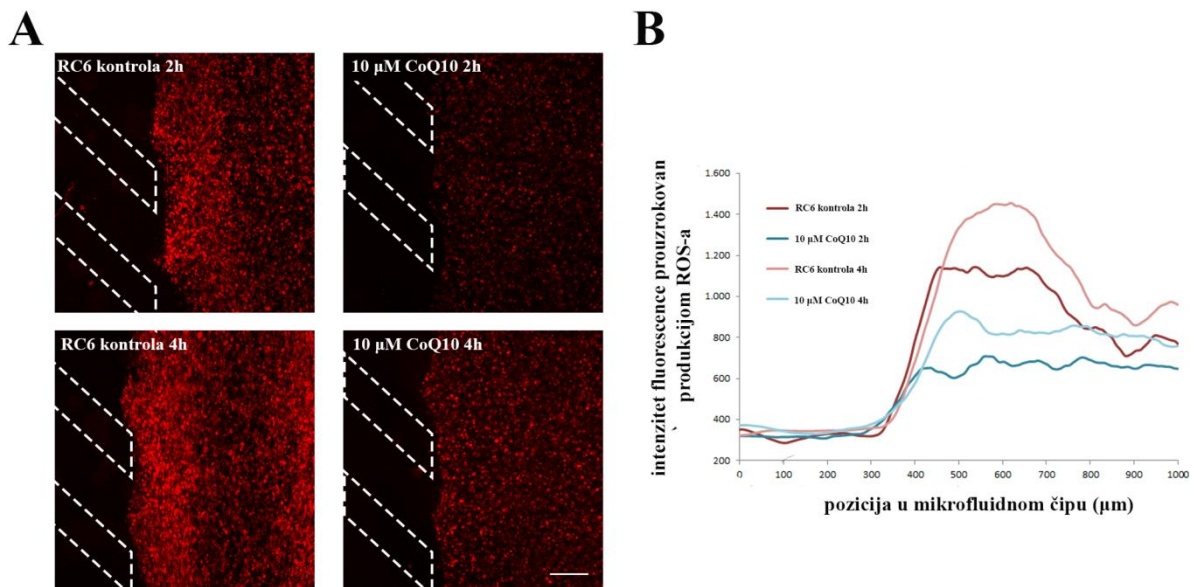 A
B
RC6 kontrola 2h
10 µM CoQ10 2h
RC6 kontrola 4h
10 µM CoQ10 4h
intenzitet fluorescence prouzrokovan
produkcijom ROS-a
1.600
1.400
1.200
1.000
800
600
400
200
RC6 kontrola 2h
10 µM CoQ10 2h
RC6 kontrola 4h
10 µM CoQ10 4h
0 100 200 300 400 500 600 700 800 900 1000
pozicija u mikrofluidnom čipu (µm)